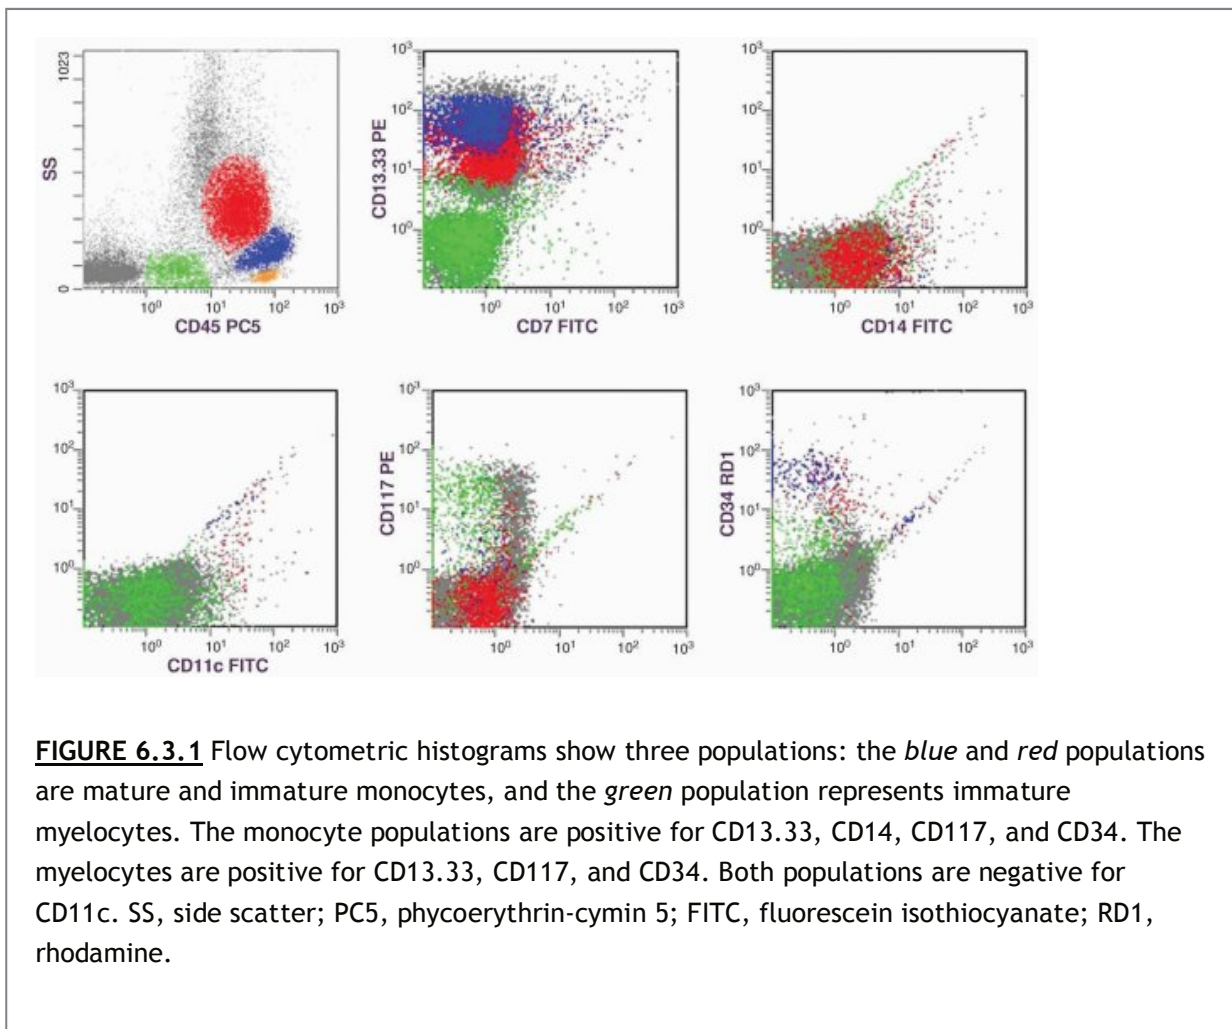 1023
SS
0
10⁰ 10¹ 10² 10³
CD45 PC5
10³
10²
10¹
10⁰
CD13.33 PE
10⁰ 10¹ 10² 10³
CD7 FITC
10³
10²
10¹
10⁰
10⁰ 10¹ 10² 10³
CD14 FITC
10³
10²
10¹
10⁰
10⁰ 10¹ 10² 10³
CD11c FITC
10³
10²
10¹
10⁰
CD117 PE
10⁰ 10¹ 10² 10³
10³
10²
10¹
10⁰
CD34 RD1
10⁰ 10¹ 10² 10³
FIGURE 6.3.1 Flow cytometric histograms show three populations: the blue and red populations
are mature and immature monocytes, and the green population represents immature
myelocytes. The monocyte populations are positive for CD13.33, CD14, CD117, and CD34. The
myelocytes are positive for CD13.33, CD117, and CD34. Both populations are negative for
CD11c. SS, side scatter; PC5, phycoerythrin-cymin 5; FITC, fluorescein isothiocyanate; RD1,
rhodamine.